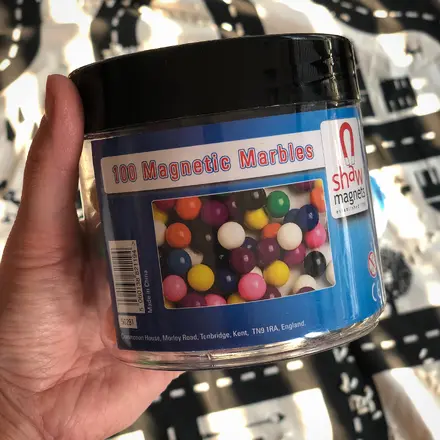 100 Magnetic Marbles
shaw
magnets
Made in China
House, Morley Road, Tonbridge, Kent, TN9 1RA, England.